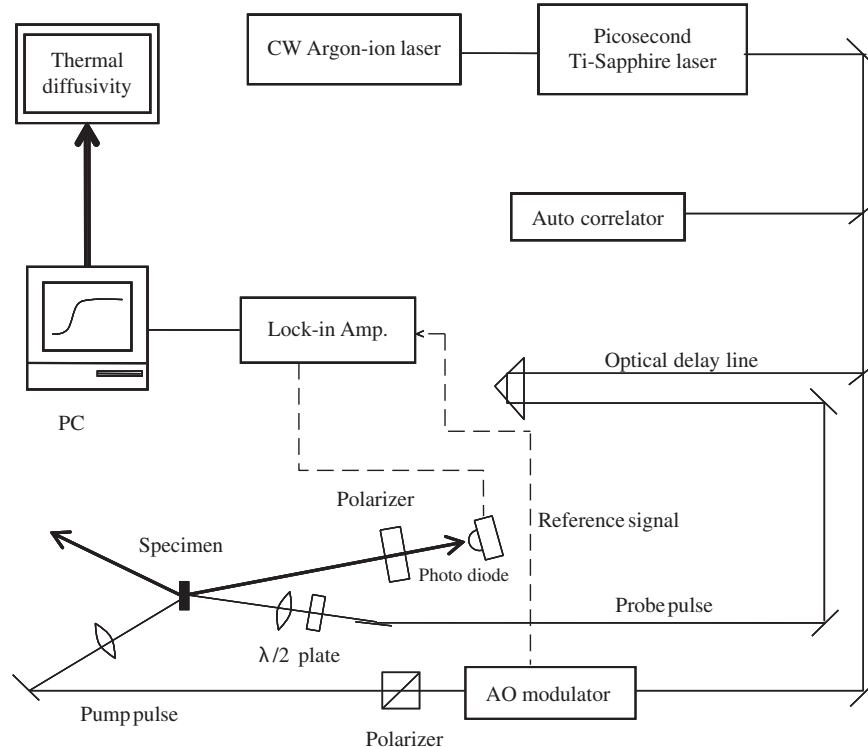 Thermal
diffusivity
CW Argon-ion laser
Picosecond
Ti-Sapphire laser
Auto correlator
Lock-in Amp.
Optical delay line
PC
Polarizer
Reference signal
Specimen
Photo diode
Probe pulse
λ/2 plate
AO modulator
Pump pulse
Polarizer